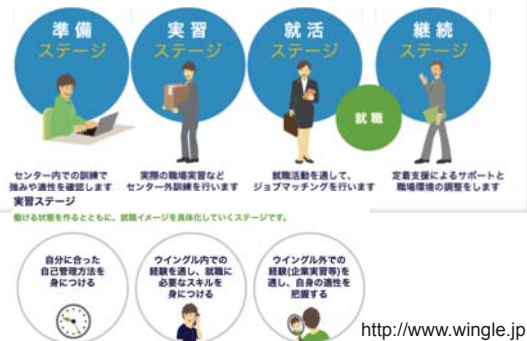 準備
ステージ
実習
ステージ
就活
ステージ
継続
ステージ
就職
センター内での訓練で
強みや適性を確認します
実際の職場実習など
センター外訓練を行います
就職活動を通して、
ジョブマッチングを行います
定着支援によるサポートと
職場環境の調整をします
実習ステージ
働ける状態を作るとともに、就職イメージを具体化していくステージです。
自分に合った
自己管理方法を
身につける
ウイングル内での
経験を通し、就職に
必要なスキルを
身につける
ウイングル外での
経験(企業実習等)を
通し、自身の適性を
把握する
http://www.wingle.jp